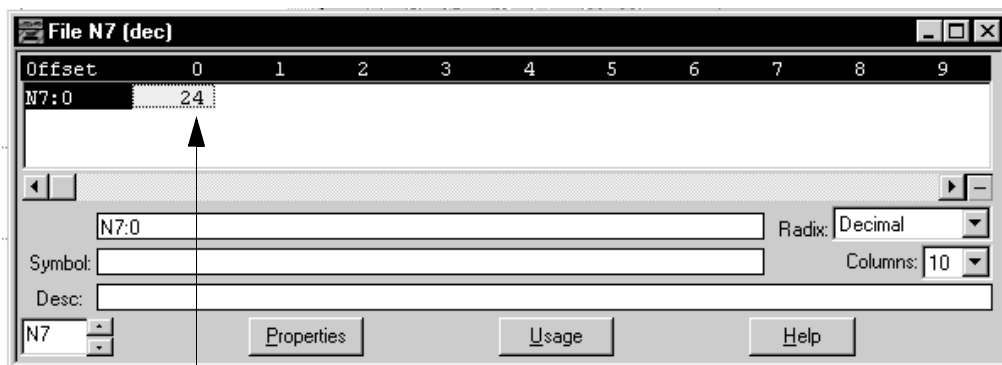 File N7 (dec)
Offset 0 1 2 3 4 5 6 7 8 9
N7:0 24
N7:0
Radix: Decimal
Symbol:
Columns: 10
Desc:
N7
Properties
Usage
Help